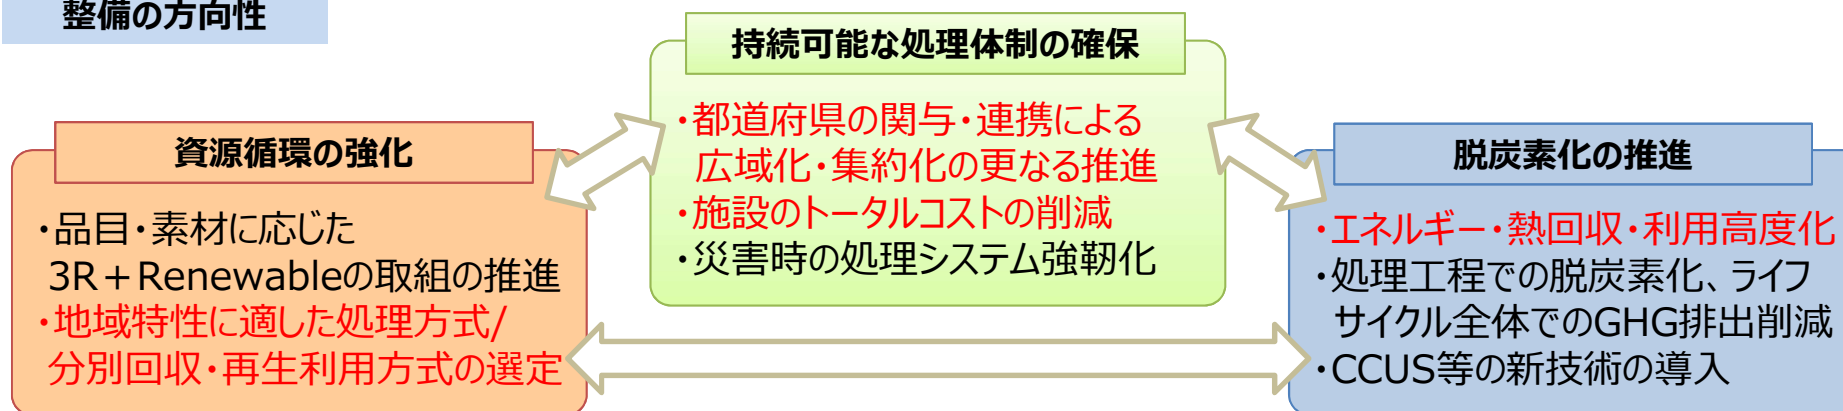 整備の方向性
持続可能な処理体制の確保
・都道府県の関与・連携による
広域化・集約化の更なる推進
・施設のトータルコストの削減
・災害時の処理システム強靭化
資源循環の強化
・品目・素材に応じた
3R+Renewableの取組の推進
・地域特性に適した処理方式/
分別回収・再生利用方式の選定
脱炭素化の推進
・エネルギー・熱回収・利用高度化
・処理工程での脱炭素化、ライフ
サイクル全体でのGHG排出削減
・CCUS等の新技術の導入